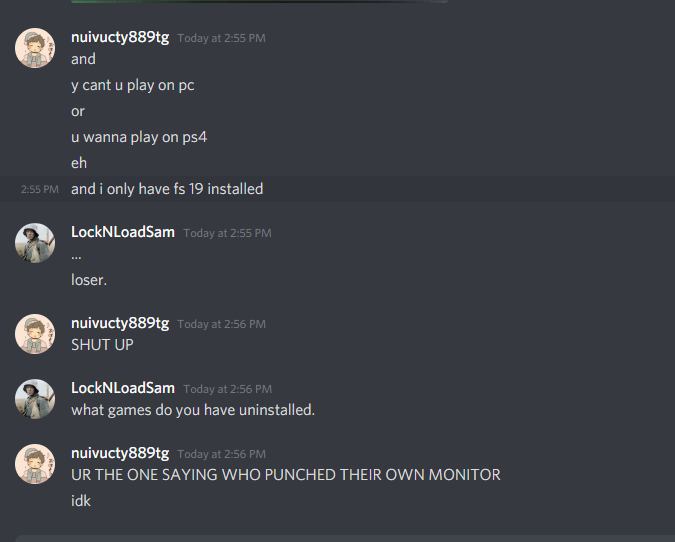 nuivucty889tg Today at 2:55 PM
and
y cant u play on pc
or
u wanna play on ps4
eh
2:55 PM and i only have fs 19 installed
LockNLoadSam Today at 2:55 PM
...
loser.
nuivucty889tg Today at 2:56 PM
SHUT UP
LockNLoadSam Today at 2:56 PM
what games do you have uninstalled.
nuivucty889tg Today at 2:56 PM
UR THE ONE SAYING WHO PUNCHED THEIR OWN MONITOR
idk